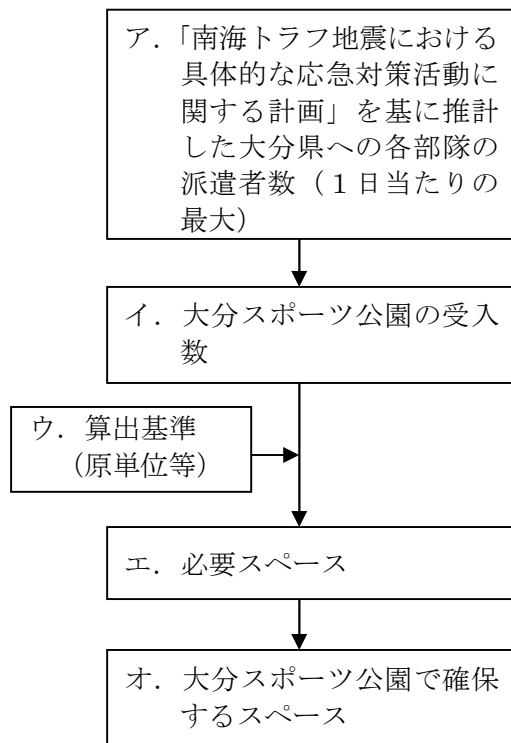 ア．「南海トラフ地震における
具体的な応急対策活動に
関する計画」を基に推計
した大分県への各部隊の
派遣者数（１日当たりの
最大）
イ．大分スポーツ公園の受入
数
ウ．算出基準
（原単位等）
エ．必要スペース
オ．大分スポーツ公園で確保
するスペース